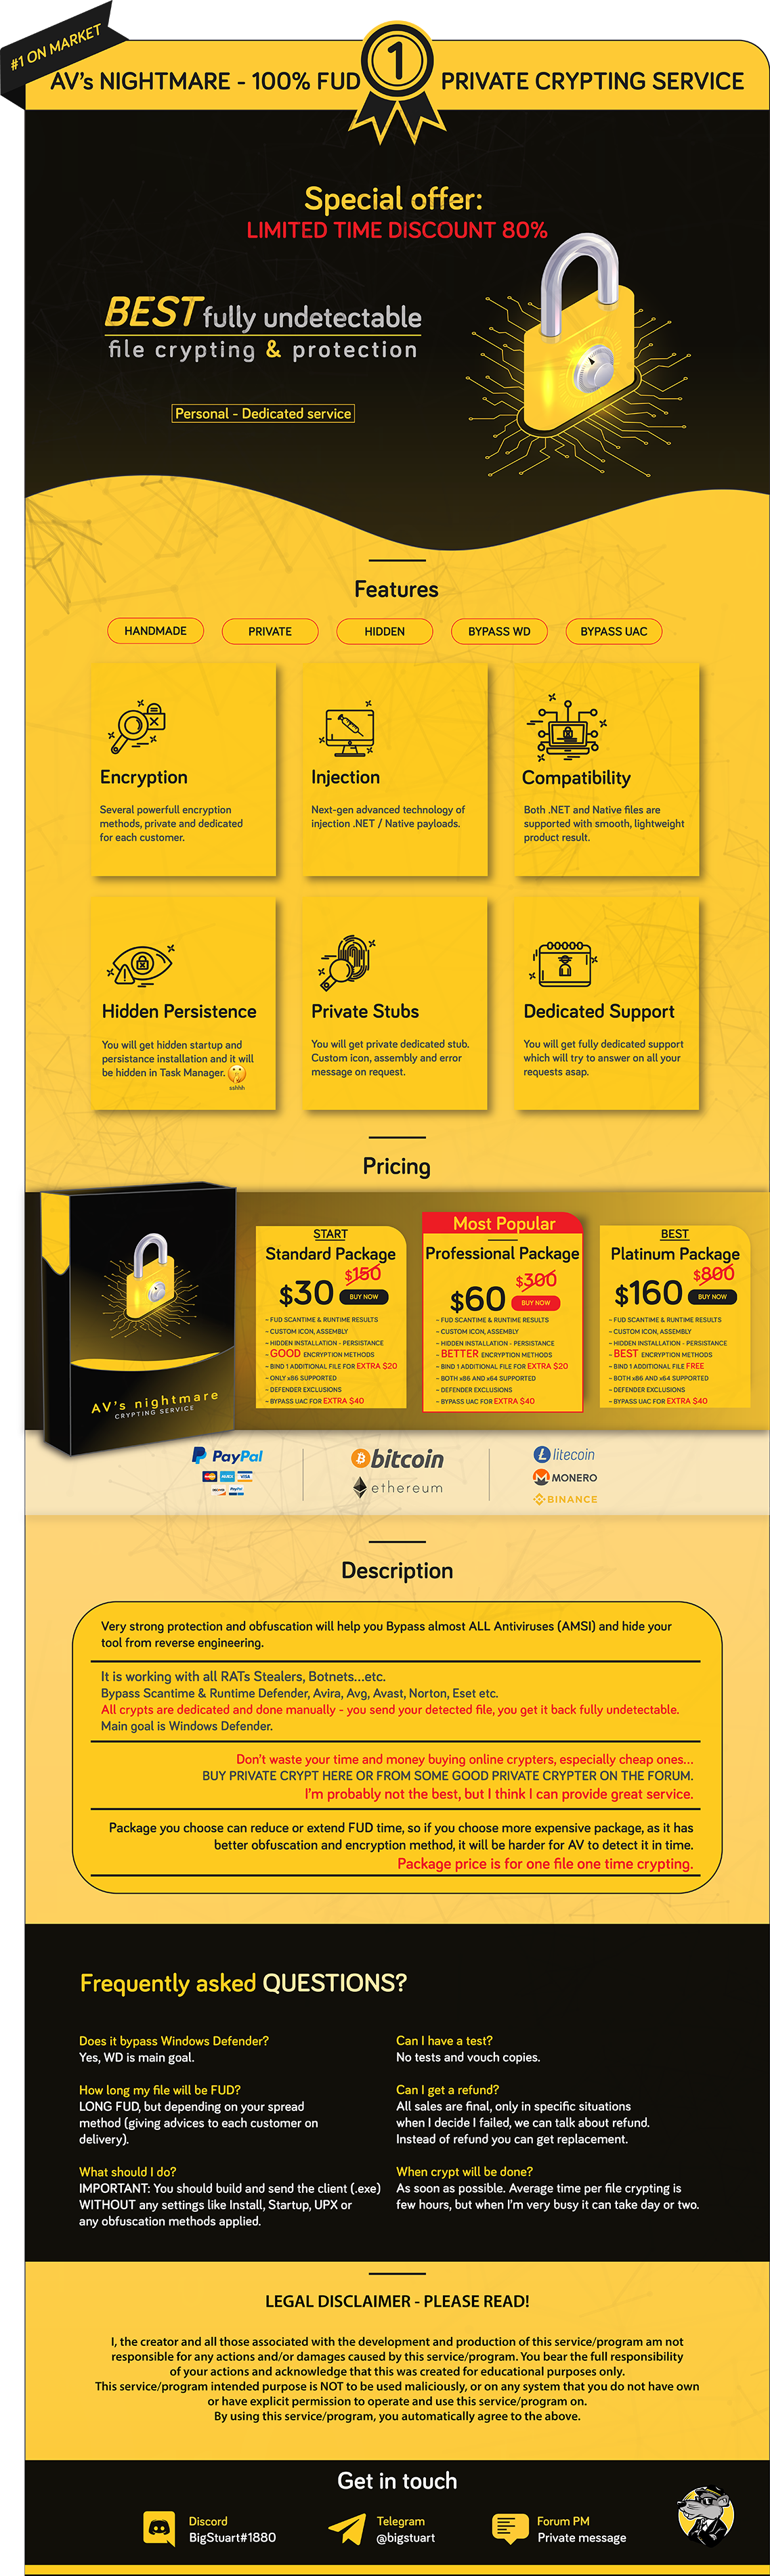 #1 ON MARKET
AV's NIGHTMARE - 100% FUD 1 PRIVATE CRYPTING SERVICE
Special offer:
LIMITED TIME DISCOUNT 80%
BEST fully undetectable
file crypting & protection
Personal - Dedicated service
Features
HANDMADE PRIVATE HIDDEN BYPASS WD BYPASS UAC
Encryption
Several powerfull encryption
methods, private and dedicated
for each customer.
Injection
Next-gen advanced technology of
injection .NET / Native payloads.
Compatibility
Both .NET and Native files are
supported with smooth, lightweight
product result.
Hidden Persistence
You will get hidden startup and
persistance installation and it will
be hidden in Task Manager.
sshhh
Private Stubs
You will get private dedicated stub.
Custom icon, assembly and error
message on request.
Dedicated Support
You will get fully dedicated support
which will try to answer on all your
requests asap.
Pricing
AV's nightmare
CRYPTING SERVICE
START
Standard Package
$150
$30 BUY NOW
- FUD SCANTIME & RUNTIME RESULTS
- CUSTOM ICON, ASSEMBLY
- HIDDEN INSTALLATION - PERSISTANCE
- GOOD ENCRYPTION METHODS
- BIND 1 ADDITIONAL FILE FOR EXTRA $20
- ONLY x86 SUPPORTED
- DEFENDER EXCLUSIONS
- BYPASS UAC FOR EXTRA $40
Most Popular
Professional Package
$300
$60 BUY NOW
- FUD SCANTIME & RUNTIME RESULTS
- CUSTOM ICON, ASSEMBLY
- HIDDEN INSTALLATION - PERSISTANCE
- BETTER ENCRYPTION METHODS
- BIND 1 ADDITIONAL FILE FOR EXTRA $20
- BOTH x86 AND x64 SUPPORTED
- DEFENDER EXCLUSIONS
- BYPASS UAC FOR EXTRA $40
BEST
Platinum Package
$800
$160 BUY NOW
- FUD SCANTIME & RUNTIME RESULTS
- CUSTOM ICON, ASSEMBLY
- HIDDEN INSTALLATION - PERSISTANCE
- BEST ENCRYPTION METHODS
- BIND 1 ADDITIONAL FILE FREE
- BOTH x86 AND x64 SUPPORTED
- DEFENDER EXCLUSIONS
- BYPASS UAC FOR EXTRA $40
PayPal
VISA
PayPal
bitcoin
ethereum
litecoin
MONERO
BINANCE
Description
Very strong protection and obfuscation will help you Bypass almost ALL Antiviruses (AMSI) and hide your
tool from reverse engineering.
It is working with all RATs Stealers, Botnets...etc.
Bypass Scantime & Runtime Defender, Avira, Avg, Avast, Norton, Eset etc.
All crypts are dedicated and done manually - you send your detected file, you get it back fully undetectable.
Main goal is Windows Defender.
Don't waste your time and money buying online crypters, especially cheap ones...
BUY PRIVATE CRYPT HERE OR FROM SOME GOOD PRIVATE CRYPTER ON THE FORUM.
I'm probably not the best, but I think I can provide great service.
Package you choose can reduce or extend FUD time, so if you choose more expensive package, as it has
better obfuscation and encryption method, it will be harder for AV to detect it in time.
Package price is for one file one time crypting.
Frequently asked QUESTIONS?
Does it bypass Windows Defender?
Yes, WD is main goal.
How long my file will be FUD?
LONG FUD, but depending on your spread
method (giving advices to each customer on
delivery).
What should I do?
IMPORTANT: You should build and send the client (.exe)
WITHOUT any settings like Install, Startup, UPX or
any obfuscation methods applied.
Can I have a test?
No tests and vouch copies.
Can I get a refund?
All sales are final, only in specific situations
when I decide I failed, we can talk about refund.
Instead of refund you can get replacement.
When crypt will be done?
As soon as possible. Average time per file crypting is
few hours, but when I'm very busy it can take day or two.
LEGAL DISCLAIMER - PLEASE READ!
I, the creator and all those associated with the development and production of this service/program am not
responsible for any actions and/or damages caused by this service/program. You bear the full responsibility
of your actions and acknowledge that this was created for educational purposes only.
This service/program intended purpose is NOT to be used maliciously, or on any system that you do not have own
or have explicit permission to operate and use this service/program on.
By using this service/program, you automatically agree to the above.
Get in touch
Discord
BigStuart#1880
Telegram
@bigstuart
Forum PM
Private message